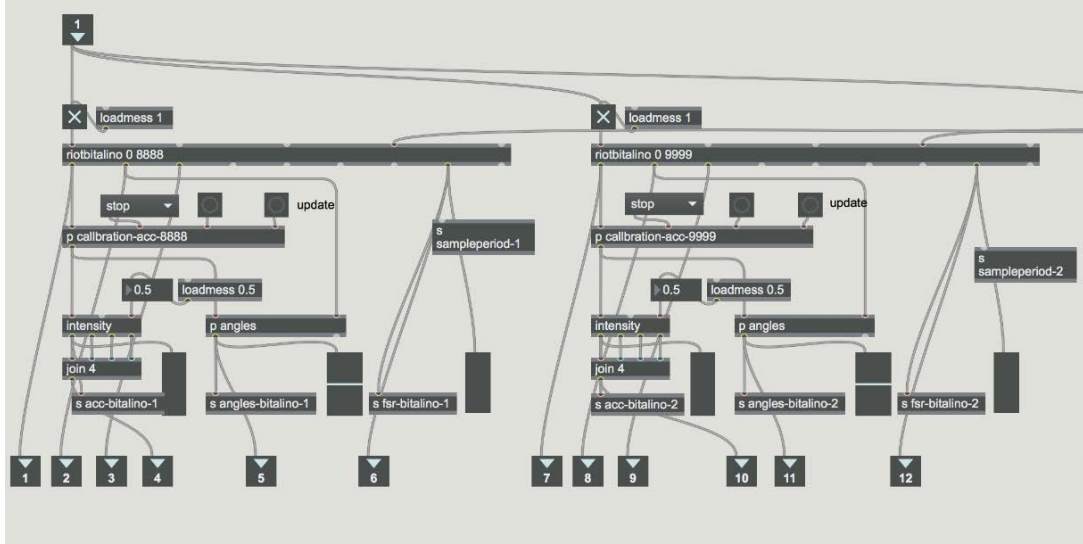 1
loadmess 1
loadmess 1
riotbitalino 0 8888
riotbitalino 0 9999
stop
update
stop
update
s
sampleperiod-1
p callbration-acc-8888
p callbration-acc-9999
s
sampleperiod-2
0.5
loadmess 0.5
0.5
loadmess 0.5
intensity
p angles
intensity
p angles
join 4
join 4
s acc-bitalino-1
s angles-bitalino-1
s fsr-bitalino-1
s acc-bitalino-2
s angles-bitalino-2
s fsr-bitalino-2
1
2
3
4
5
6
7
8
9
10
11
12